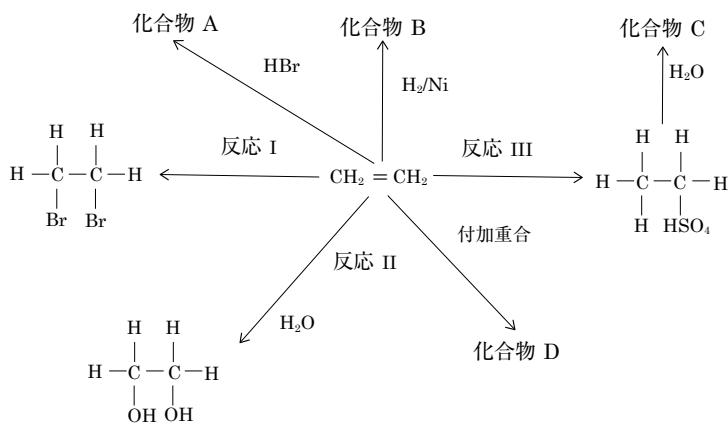 化合物 A
化合物 B
化合物 C
HBr
H₂/Ni
H₂O
反応 I
反応 III
H H
H — C — C — H
Br Br
CH₂ = CH₂
H H
H — C — C — H
H HSO₄
付加重合
反応 II
H₂O
化合物 D
H H
H — C — C — H
OH OH